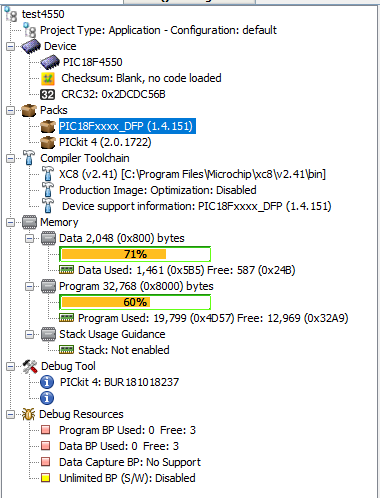 test4550
Project Type: Application - Configuration: default
Device
PIC18F4550
Checksum: Blank, no code loaded
32 CRC32: 0x2DCDC56B
Packs
PIC18Fxxxx_DFP (1.4.151)
PICkit 4 (2.0.1722)
Compiler Toolchain
XC8 (v2.41) [C:\Program Files\Microchip\xc8\v2.41\bin]
Production Image: Optimization: Disabled
Device support information: PIC18Fxxxx_DFP (1.4.151)
Memory
Data 2,048 (0x800) bytes
71%
Data Used: 1,461 (0x5B5) Free: 587 (0x24B)
Program 32,768 (0x8000) bytes
60%
Program Used: 19,799 (0x4D57) Free: 12,969 (0x32A9)
Stack Usage Guidance
Stack: Not enabled
Debug Tool
PICkit 4: BUR181018237
Debug Resources
Program BP Used: 0 Free: 3
Data BP Used: 0 Free: 3
Data Capture BP: No Support
Unlimited BP (S/W): Disabled